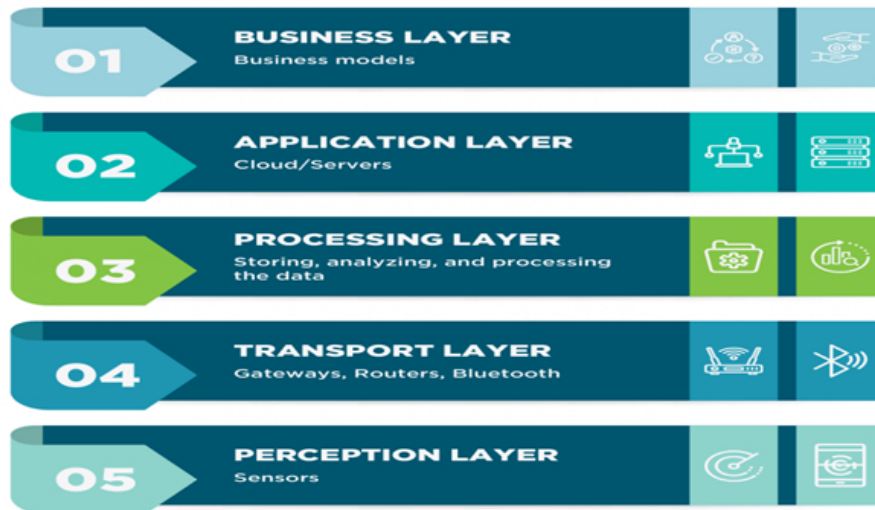 01
BUSINESS LAYER
Business models
02
APPLICATION LAYER
Cloud/Servers
03
PROCESSING LAYER
Storing, analyzing, and processing
the data
04
TRANSPORT LAYER
Gateways, Routers, Bluetooth
05
PERCEPTION LAYER
Sensors